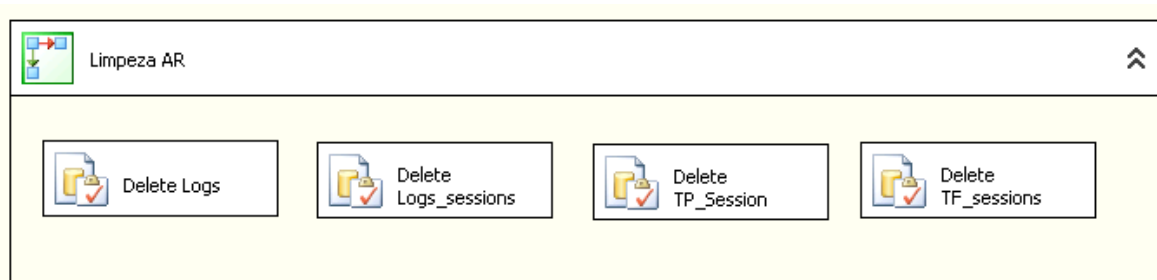 Limpeza AR
Delete Logs
Delete
Logs_sessions
Delete
TP_Session
Delete
TF_sessions